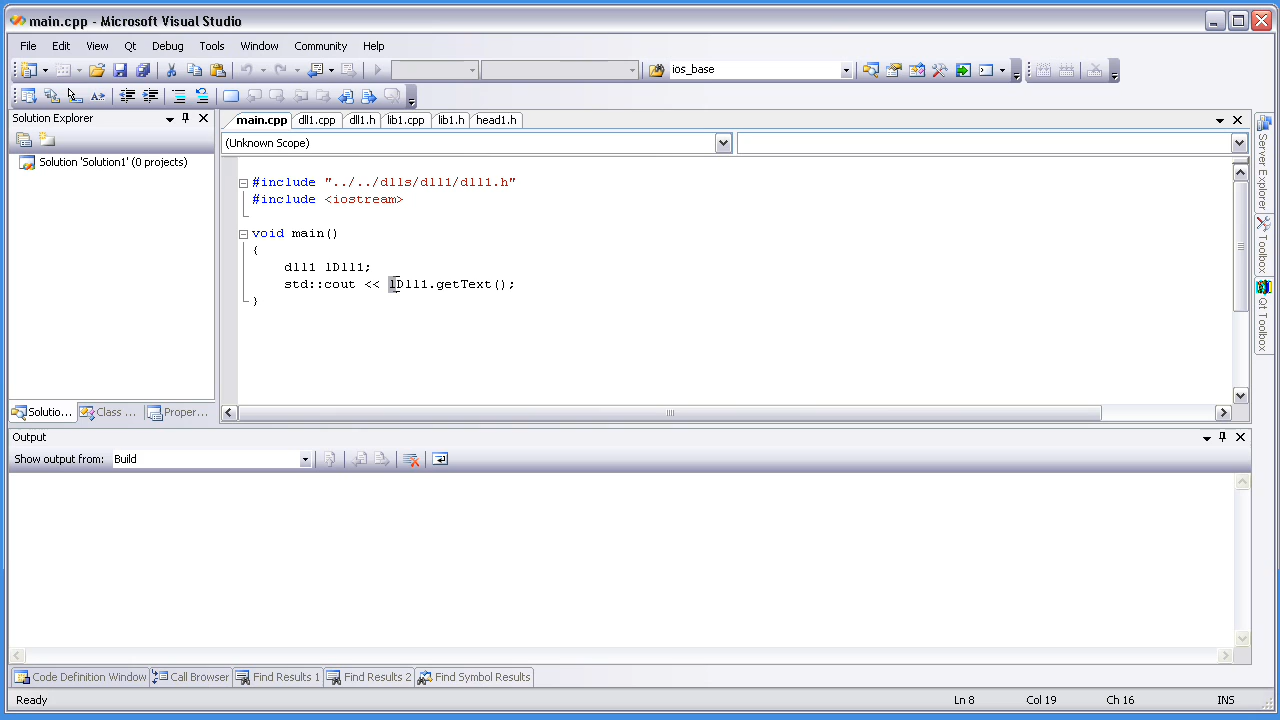 main.cpp - Microsoft Visual Studio
File Edit View Qt Debug Tools Window Community Help
ios_base
Solution Explorer
main.cpp dll1.cpp dll1.h lib1.cpp lib1.h head1.h
(Unknown Scope)
Solution 'Solution1' (0 projects)
#include "../../dlls/dll1/dll1.h"
#include <iostream>
void main()
{
dll1 lDll1;
std::cout << lDll1.getText();
}
Server Explorer
Toolbox
Qt Toolbox
Solutio... Class ... Proper...
Output
Show output from: Build
Code Definition Window Call Browser Find Results 1 Find Results 2 Find Symbol Results
Ready Ln 8 Col 19 Ch 16 INS